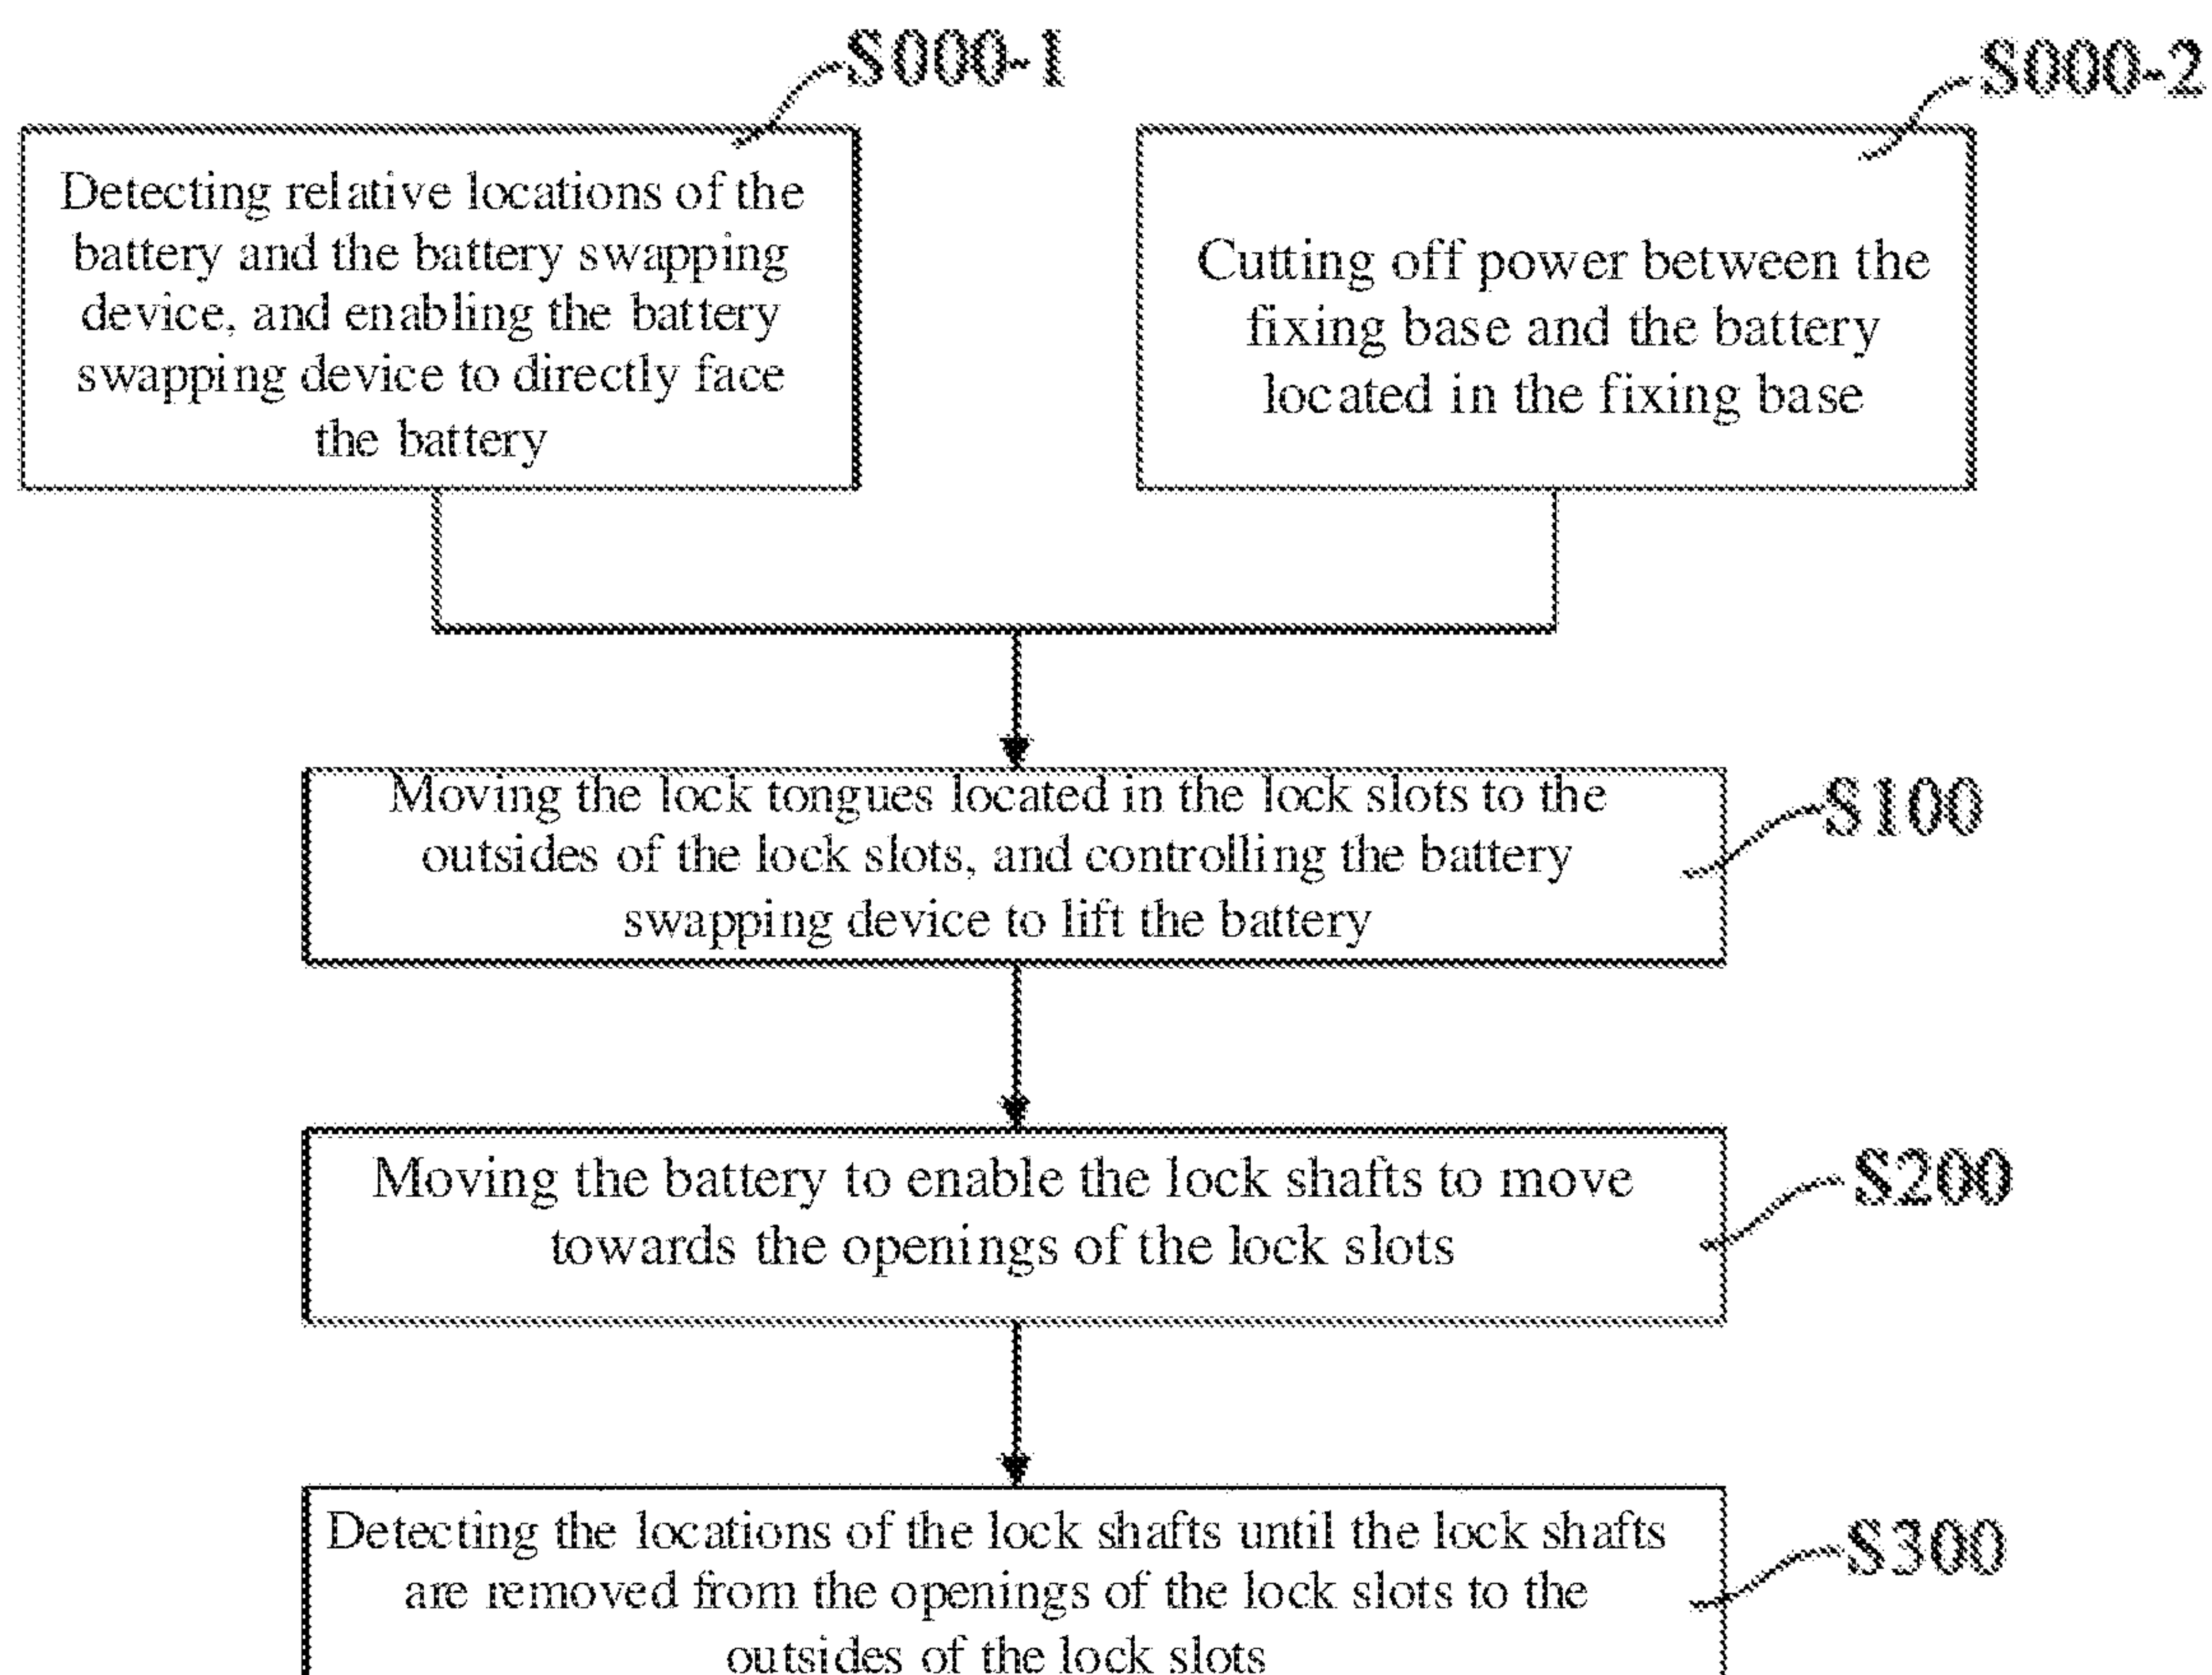 S000-1
S000-2
Detecting relative locations of the
battery and the battery swapping
device, and enabling the battery
swapping device to directly face
the battery
Cutting off power between the
fixing base and the battery
located in the fixing base
Moving the lock tongues located in the lock slots to the
outsides of the lock slots, and controlling the battery
swapping device to lift the battery
S100
Moving the battery to enable the lock shafts to move
towards the openings of the lock slots
S200
Detecting the locations of the lock shafts until the lock shafts
are removed from the openings of the lock slots to the
outsides of the lock slots
S300